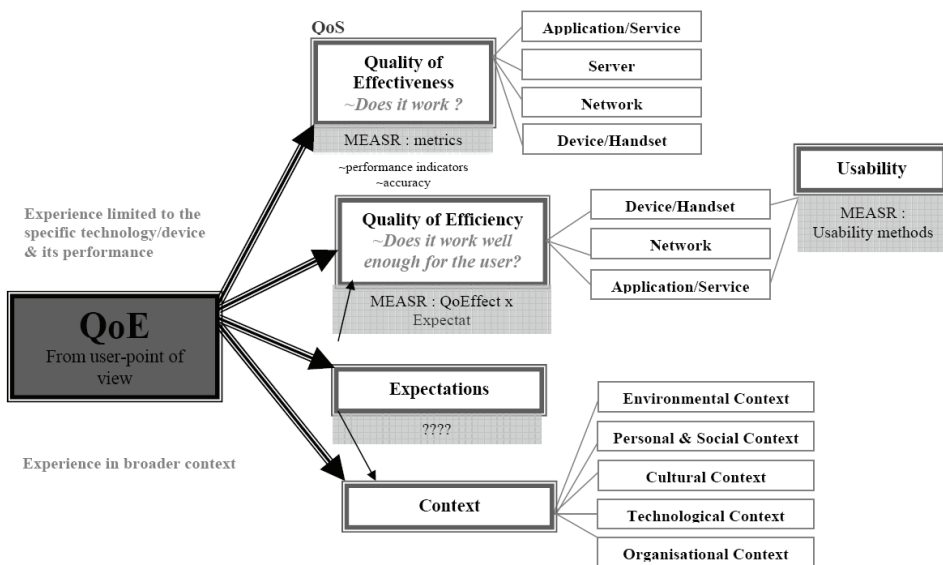 QoS
Quality of
Effectiveness
~Does it work ?
MEASR : metrics
~performance indicators
~accuracy
Application/Service
Server
Network
Device/Handset
Experience limited to the
specific technology/device
& its performance
Quality of Efficiency
~Does it work well
enough for the user?
MEASR : QoEffect x
Expectat
Device/Handset
Network
Application/Service
Usability
MEASR :
Usability methods
QoE
From user-point of
view
Expectations
????
Experience in broader context
Context
Environmental Context
Personal & Social Context
Cultural Context
Technological Context
Organisational Context